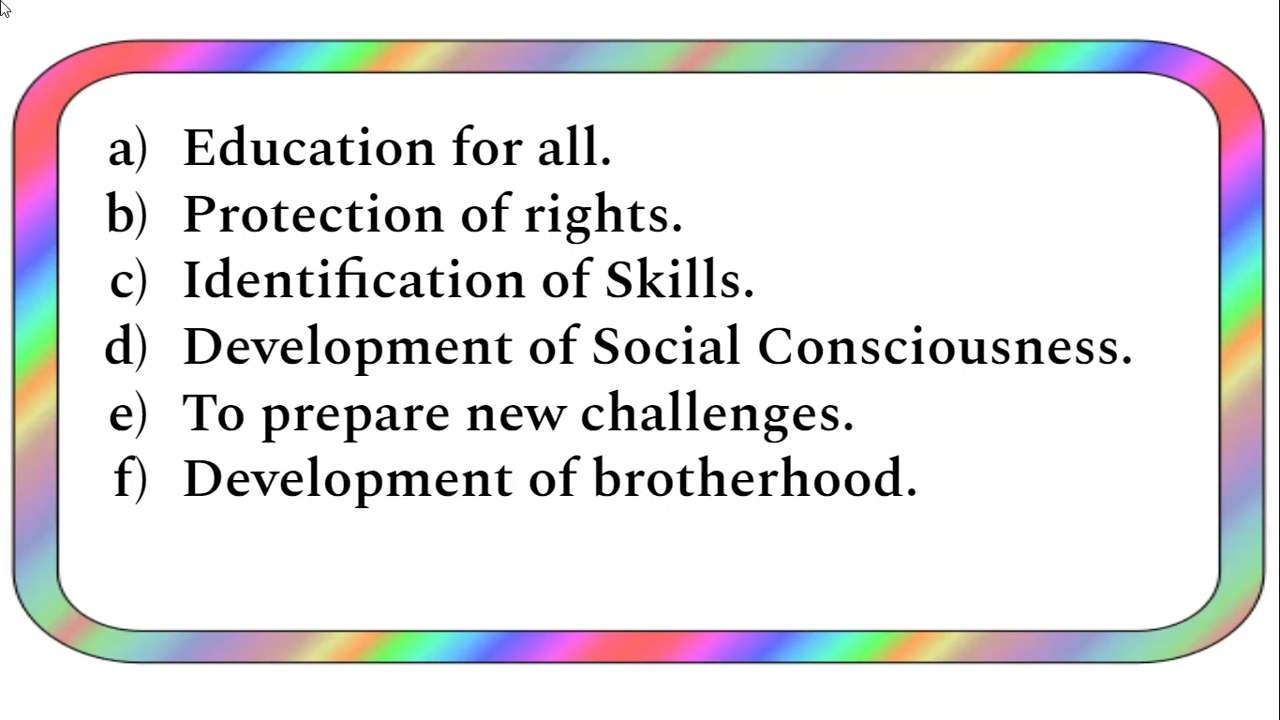 a) Education for all.
b) Protection of rights.
c) Identification of Skills.
d) Development of Social Consciousness.
e) To prepare new challenges.
f) Development of brotherhood.